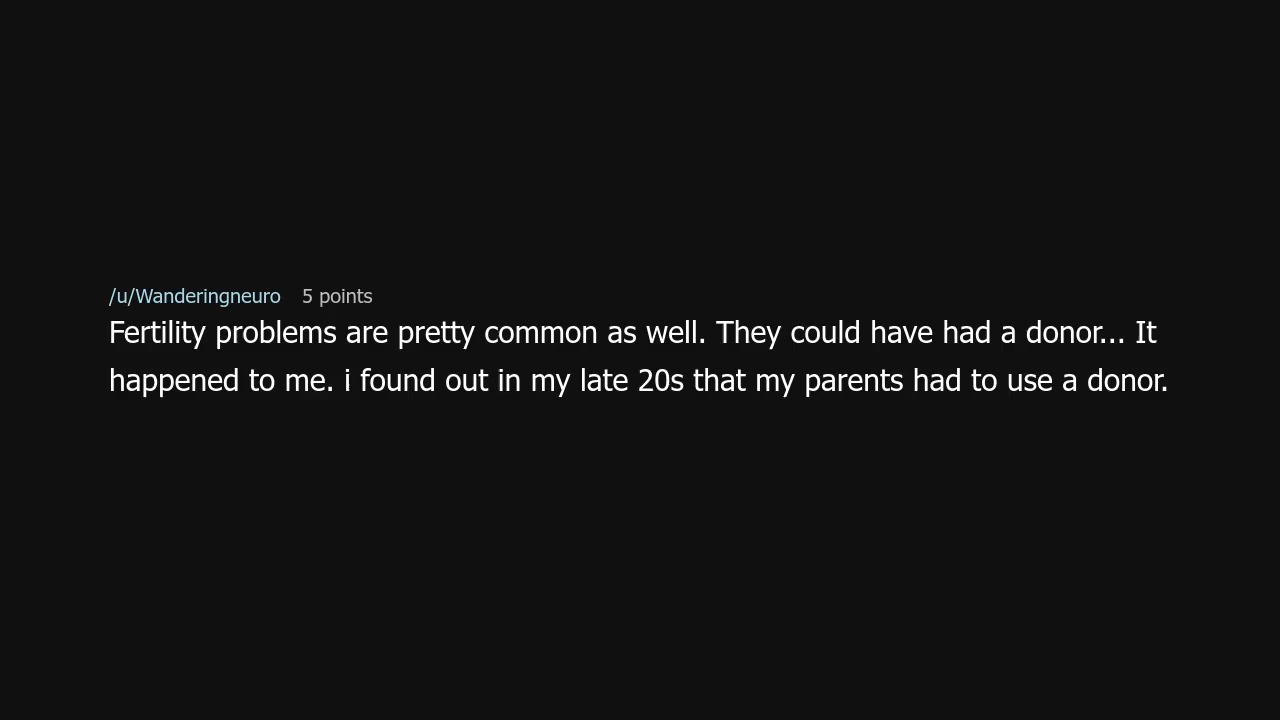 /u/Wanderingneuro 5 points
Fertility problems are pretty common as well. They could have had a donor... It
happened to me. i found out in my late 20s that my parents had to use a donor.